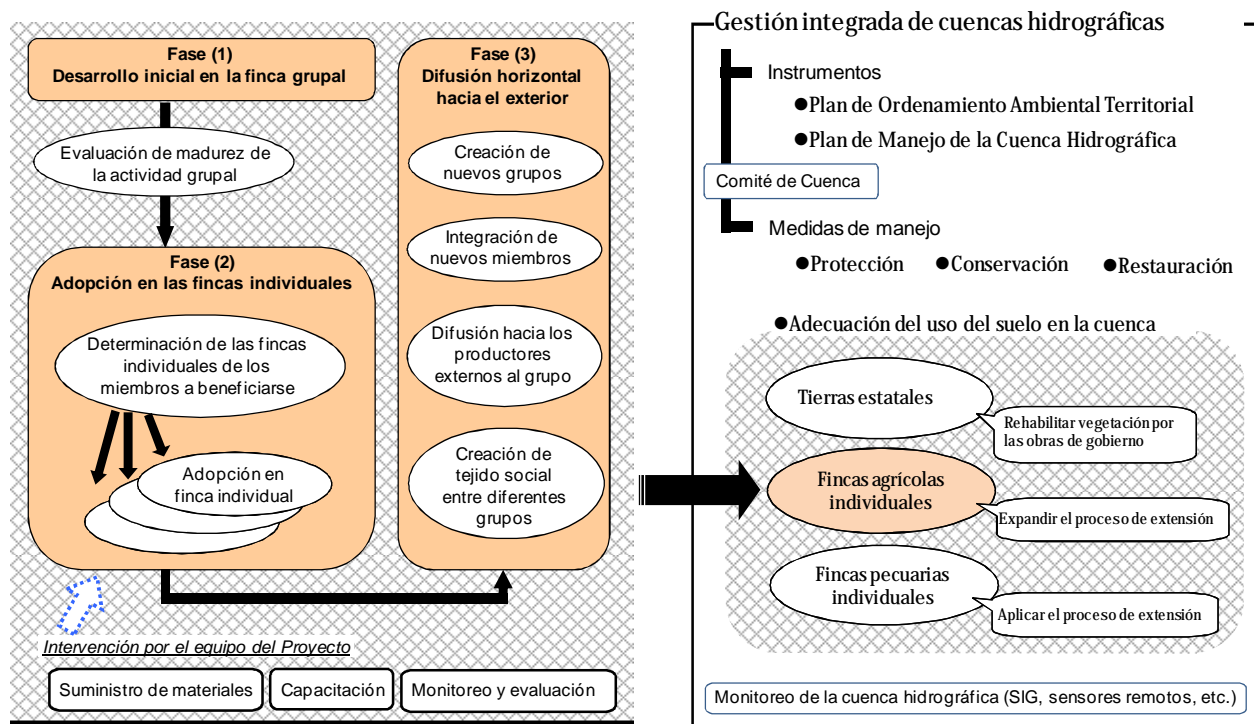 Fase (1)
Desarrollo inicial en la finca grupal
Evaluación de madurez de
la actividad grupal
Fase (2)
Adopción en las fincas individuales
Determinación de las fincas
individuales de los
miembros a beneficiarse
Adopción en
finca individual
Fase (3)
Difusión horizontal
hacia el exterior
Creación de
nuevos grupos
Integración de
nuevos miembros
Difusión hacia los
productores
externos al grupo
Creación de
tejido social
entre diferentes
grupos
Intervención por el equipo del Proyecto
Suministro de materiales
Capacitación
Monitoreo y evaluación
Gestión integrada de cuencas hidrográficas
Instrumentos
●Plan de Ordenamiento Ambiental Territorial
●Plan de Manejo de la Cuenca Hidrográfica
Comité de Cuenca
Medidas de manejo
●Protección ●Conservación ●Restauración
●Adecuación del uso del suelo en la cuenca
Tierras estatales
Rehabilitar vegetación por
las obras de gobierno
Fincas agrícolas
individuales
Expandir el proceso de extensión
Fincas pecuarias
individuales
Aplicar el proceso de extensión
Monitoreo de la cuenca hidrográfica (SIG, sensores remotos, etc.)